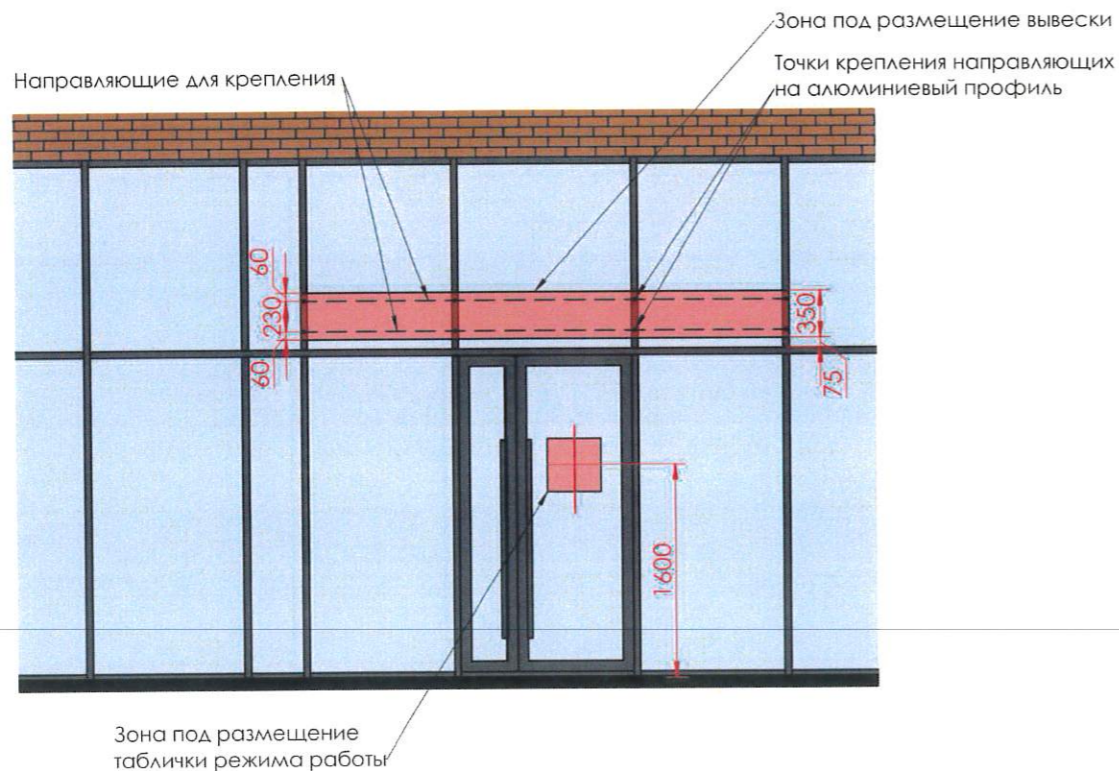 Зона под размещение вывески
Точки крепления направляющих
на алюминиевый профиль
Направляющие для крепления
60
230
60
350
75
1600
Зона под размещение
таблички режима работы